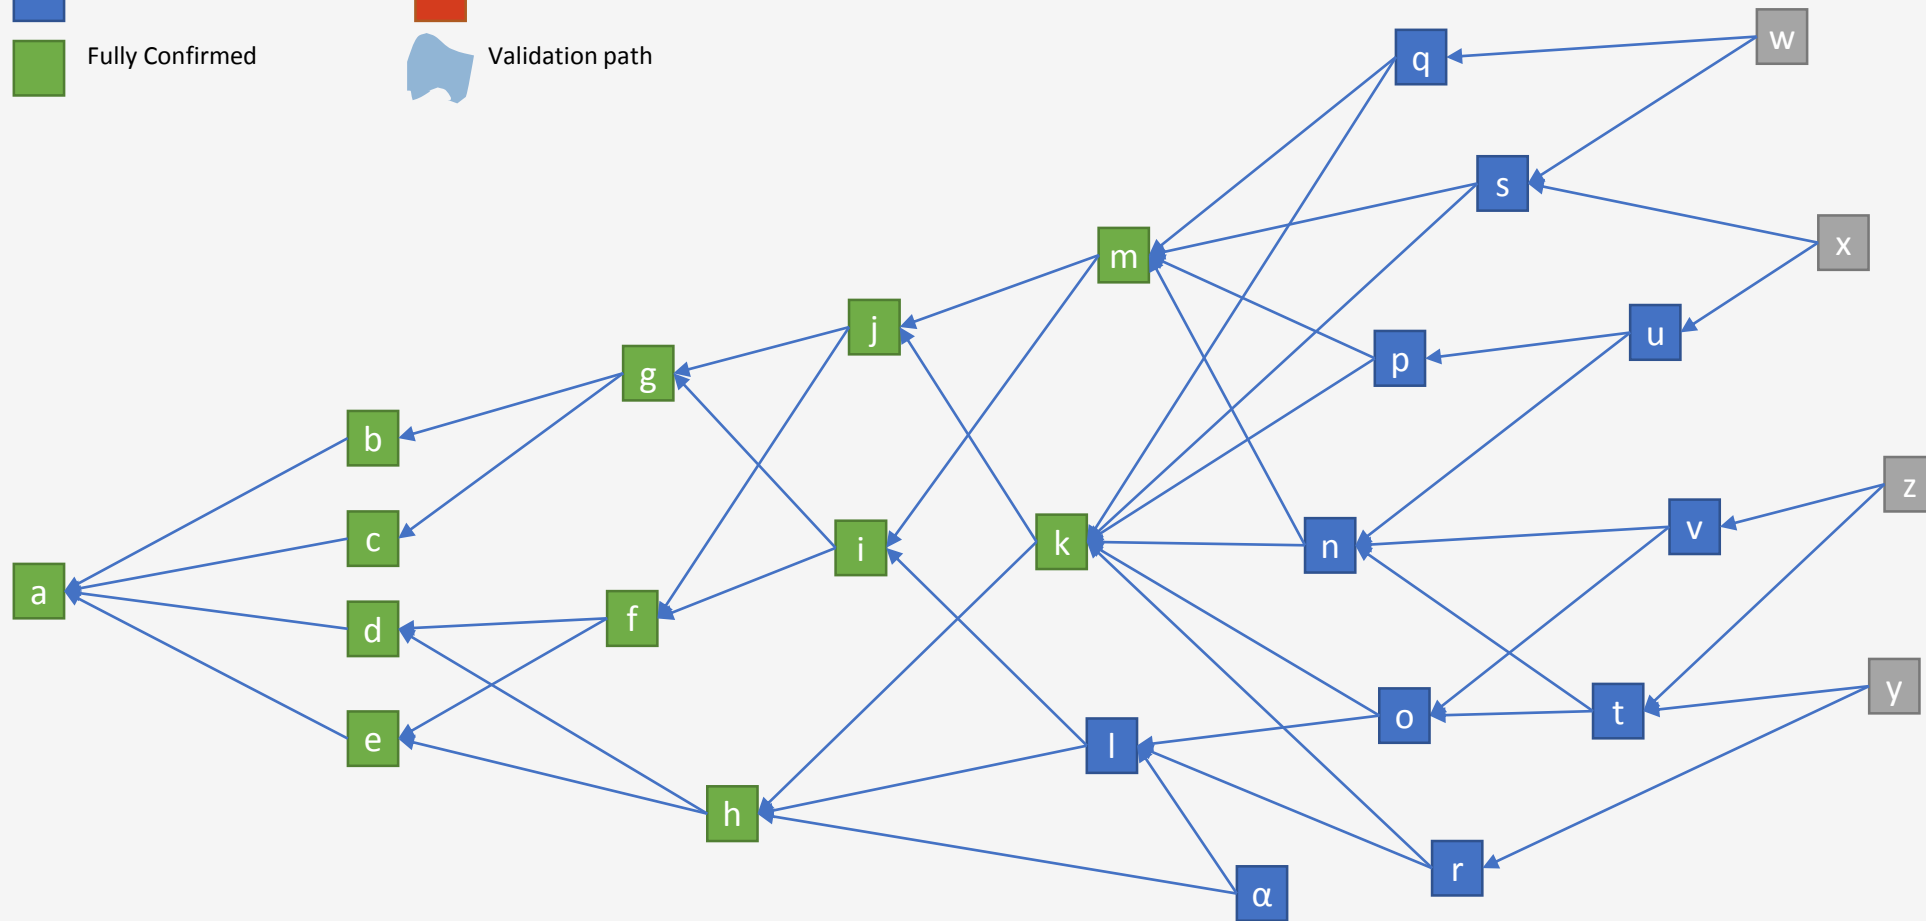 Fully Confirmed
Validation path
w
q
s
x
m
u
j
p
g
b
z
v
c
i
k
n
a
f
d
y
t
o
e
l
h
r
α